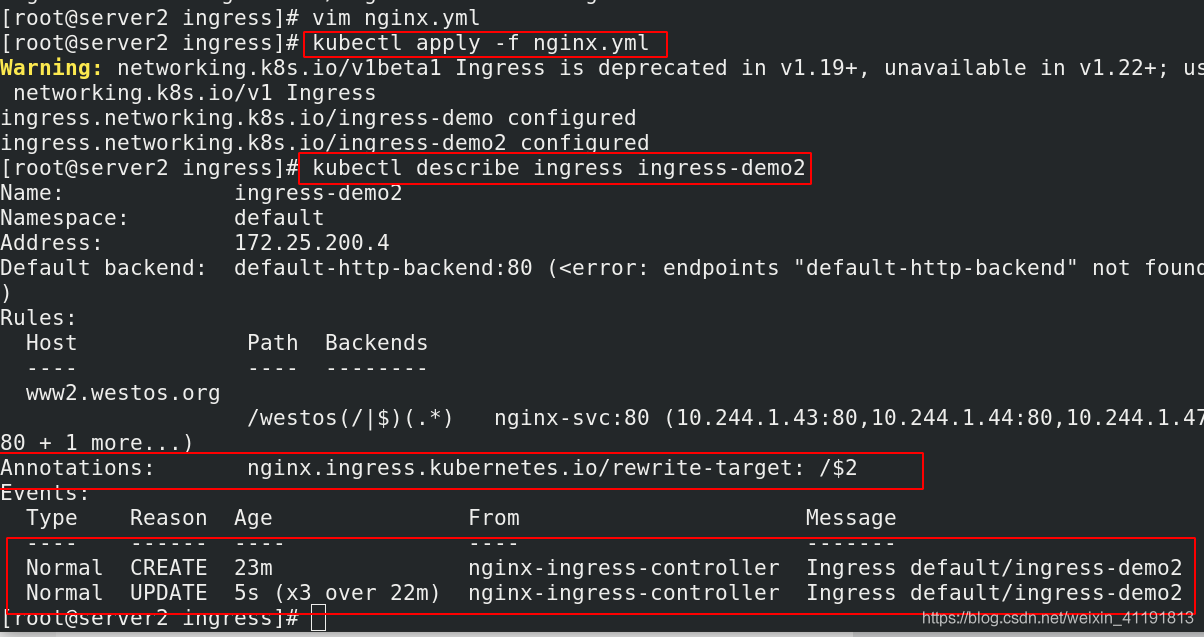 [root@server2 ingress]# vim nginx.yml
[root@server2 ingress]# kubectl apply -f nginx.yml
Warning: networking.k8s.io/v1beta1 Ingress is deprecated in v1.19+, unavailable in v1.22+; us
networking.k8s.io/v1 Ingress
ingress.networking.k8s.io/ingress-demo configured
ingress.networking.k8s.io/ingress-demo2 configured
[root@server2 ingress]# kubectl describe ingress ingress-demo2
Name:             ingress-demo2
Namespace:        default
Address:          172.25.200.4
Default backend:  default-http-backend:80 (<error: endpoints "default-http-backend" not found
)
Rules:
  Host             Path  Backends
  ----             ----  --------
  www2.westos.org
                   /westos(/|$)(.*)   nginx-svc:80 (10.244.1.43:80,10.244.1.44:80,10.244.1.47
80 + 1 more...)
Annotations:       nginx.ingress.kubernetes.io/rewrite-target: /$2
Events:
  Type    Reason  Age               From                      Message
  ----    ------  ----              ----                      -------
  Normal  CREATE  23m               nginx-ingress-controller  Ingress default/ingress-demo2
  Normal  UPDATE  5s (x3 over 22m)  nginx-ingress-controller  Ingress default/ingress-demo2
[root@server2 ingress]#
https://blog.csdn.net/weixin_41191813